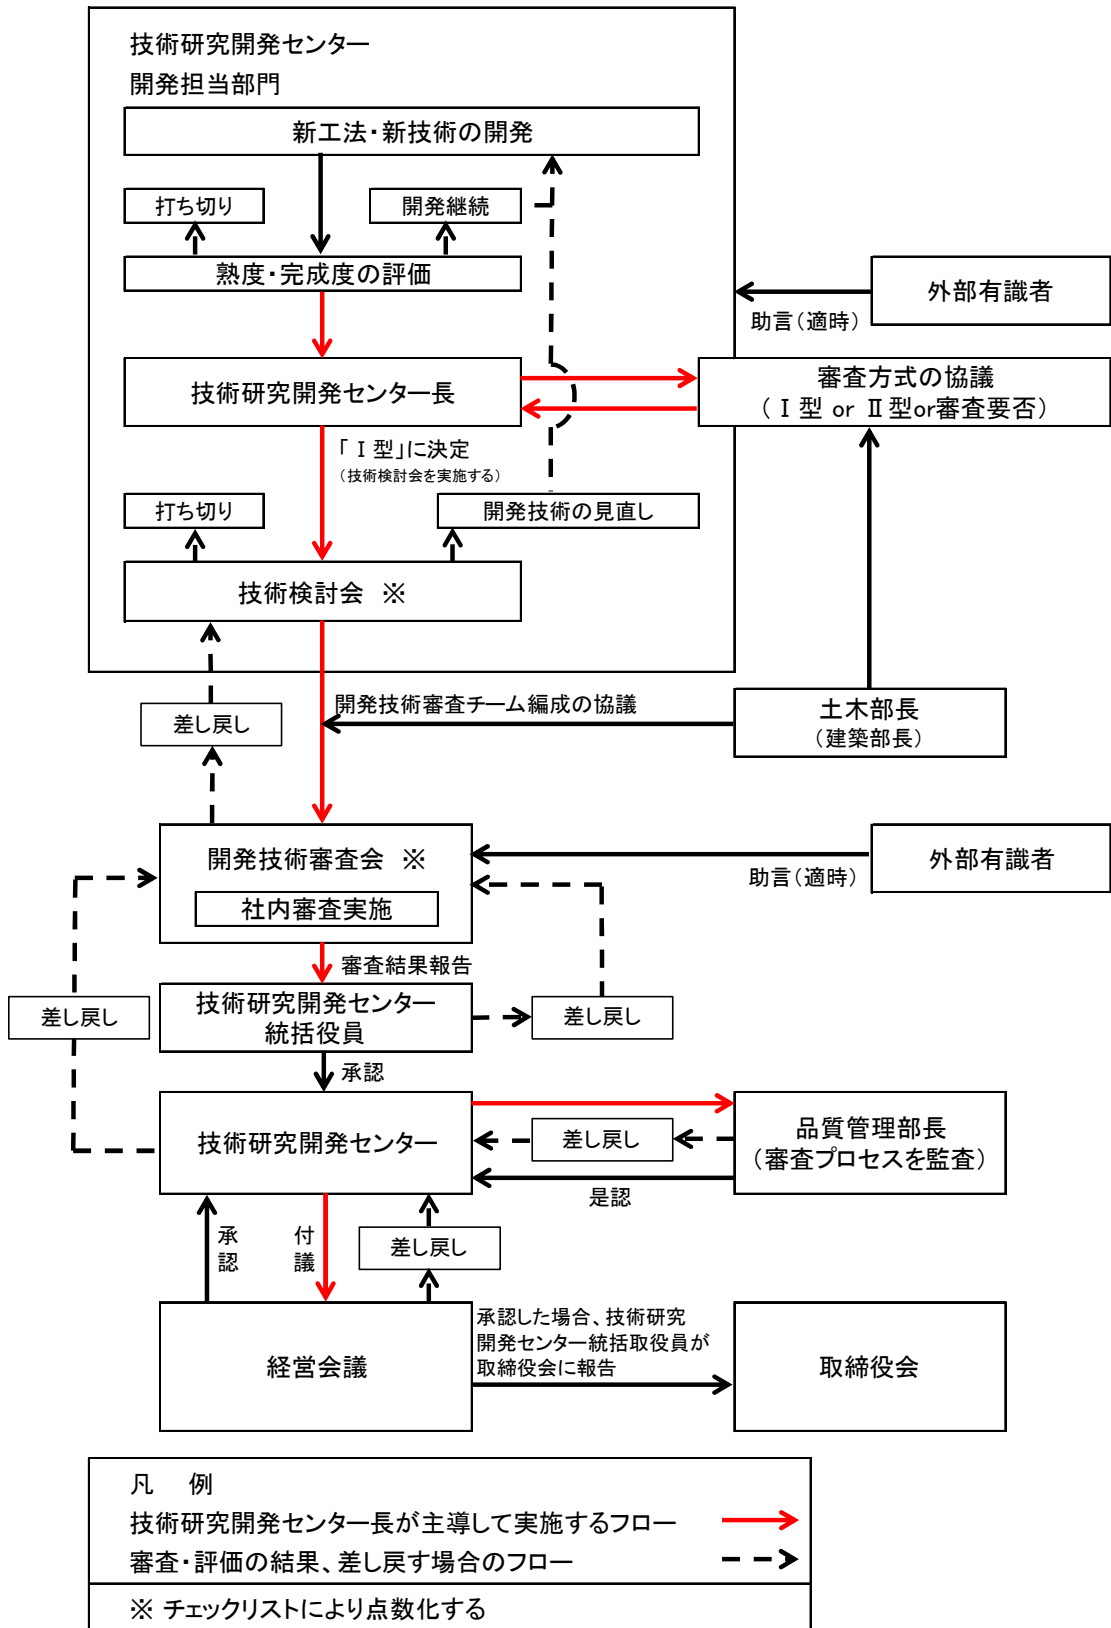 技術研究開発センター
開発担当部門
新工法・新技術の開発
打ち切り
開発継続
熟度・完成度の評価
外部有識者
助言（適時）
技術研究開発センター長
審査方式の協議
（Ⅰ型 or Ⅱ型or審査要否）
「Ⅰ型」に決定
（技術検討会を実施する）
打ち切り
開発技術の見直し
技術検討会 ※
開発技術審査チーム編成の協議
土木部長
（建築部長）
差し戻し
開発技術審査会 ※
社内審査実施
外部有識者
助言（適時）
審査結果報告
技術研究開発センター
統括役員
差し戻し
差し戻し
承認
技術研究開発センター
差し戻し
品質管理部長
（審査プロセスを監査）
是認
承認
付議
差し戻し
経営会議
承認した場合、技術研究
開発センター統括取役員が
取締役会に報告
取締役会
凡 例
技術研究開発センター長が主導して実施するフロー
審査・評価の結果、差し戻す場合のフロー
※ チェックリストにより点数化する